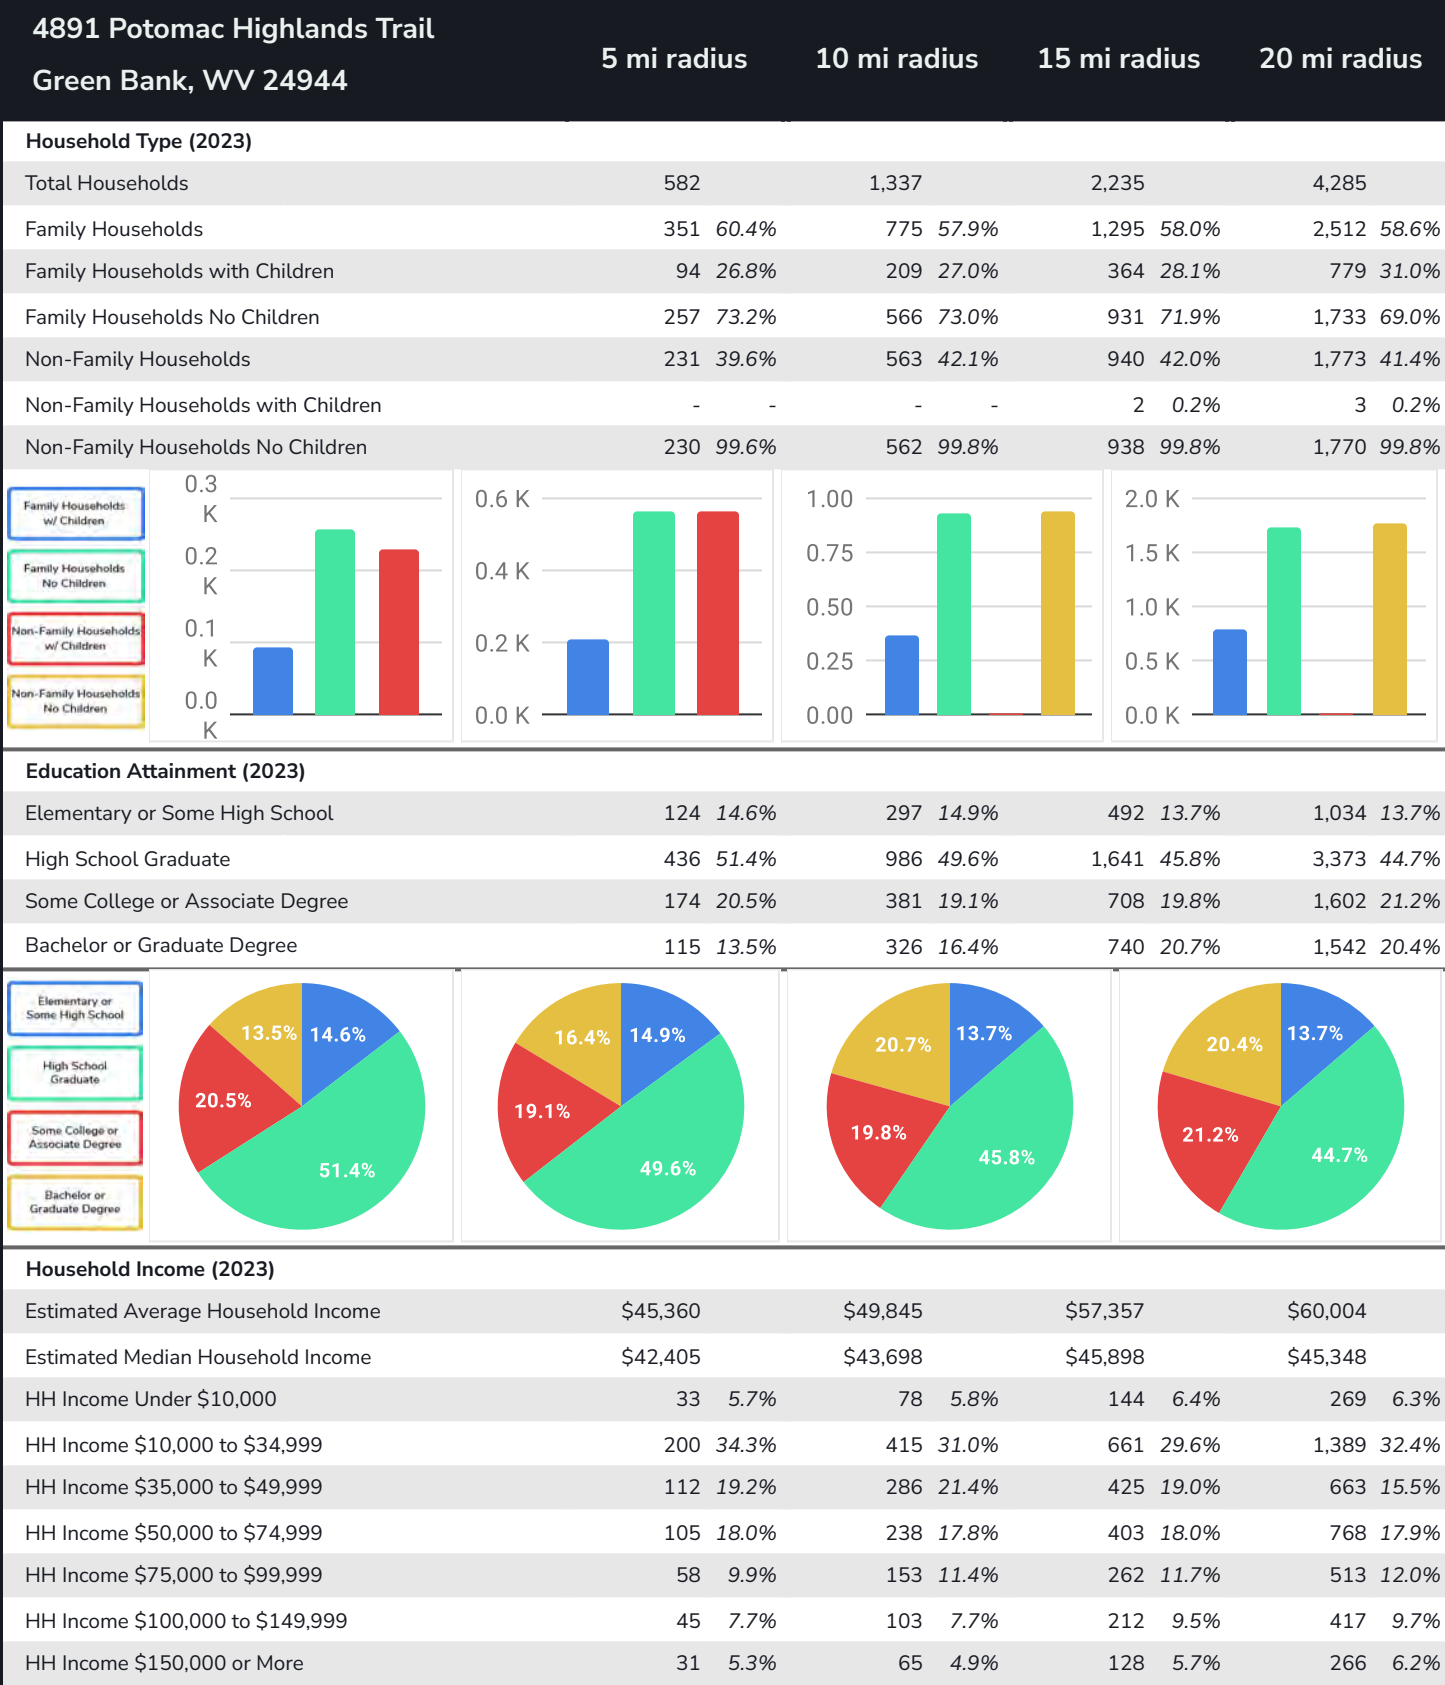 4891 Potomac Highlands Trail
Green Bank, WV 24944
5 mi radius 10 mi radius 15 mi radius 20 mi radius
Household Type (2023)
Total Households 582 1,337 2,235 4,285
Family Households 351 60.4% 775 57.9% 1,295 58.0% 2,512 58.6%
Family Households with Children 94 26.8% 209 27.0% 364 28.1% 779 31.0%
Family Households No Children 257 73.2% 566 73.0% 931 71.9% 1,733 69.0%
Non-Family Households 231 39.6% 563 42.1% 940 42.0% 1,773 41.4%
Non-Family Households with Children - - - - 2 0.2% 3 0.2%
Non-Family Households No Children 230 99.6% 562 99.8% 938 99.8% 1,770 99.8%
Family Households
w/ Children
Family Households
No Children
Non-Family Households
w/ Children
Non-Family Households
No Children
0.3
K
0.2
K
0.1
K
0.0
K
0.6 K
0.4 K
0.2 K
0.0 K
1.00
0.75
0.50
0.25
0.00
2.0 K
1.5 K
1.0 K
0.5 K
0.0 K
Education Attainment (2023)
Elementary or Some High School 124 14.6% 297 14.9% 492 13.7% 1,034 13.7%
High School Graduate 436 51.4% 986 49.6% 1,641 45.8% 3,373 44.7%
Some College or Associate Degree 174 20.5% 381 19.1% 708 19.8% 1,602 21.2%
Bachelor or Graduate Degree 115 13.5% 326 16.4% 740 20.7% 1,542 20.4%
Elementary or
Some High School
High School
Graduate
Some College or
Associate Degree
Bachelor or
Graduate Degree
13.5% 14.6%
20.5%
51.4%
16.4% 14.9%
19.1%
49.6%
20.7% 13.7%
19.8%
45.8%
20.4% 13.7%
21.2%
44.7%
Household Income (2023)
Estimated Average Household Income $45,360 $49,845 $57,357 $60,004
Estimated Median Household Income $42,405 $43,698 $45,898 $45,348
HH Income Under $10,000 33 5.7% 78 5.8% 144 6.4% 269 6.3%
HH Income $10,000 to $34,999 200 34.3% 415 31.0% 661 29.6% 1,389 32.4%
HH Income $35,000 to $49,999 112 19.2% 286 21.4% 425 19.0% 663 15.5%
HH Income $50,000 to $74,999 105 18.0% 238 17.8% 403 18.0% 768 17.9%
HH Income $75,000 to $99,999 58 9.9% 153 11.4% 262 11.7% 513 12.0%
HH Income $100,000 to $149,999 45 7.7% 103 7.7% 212 9.5% 417 9.7%
HH Income $150,000 or More 31 5.3% 65 4.9% 128 5.7% 266 6.2%